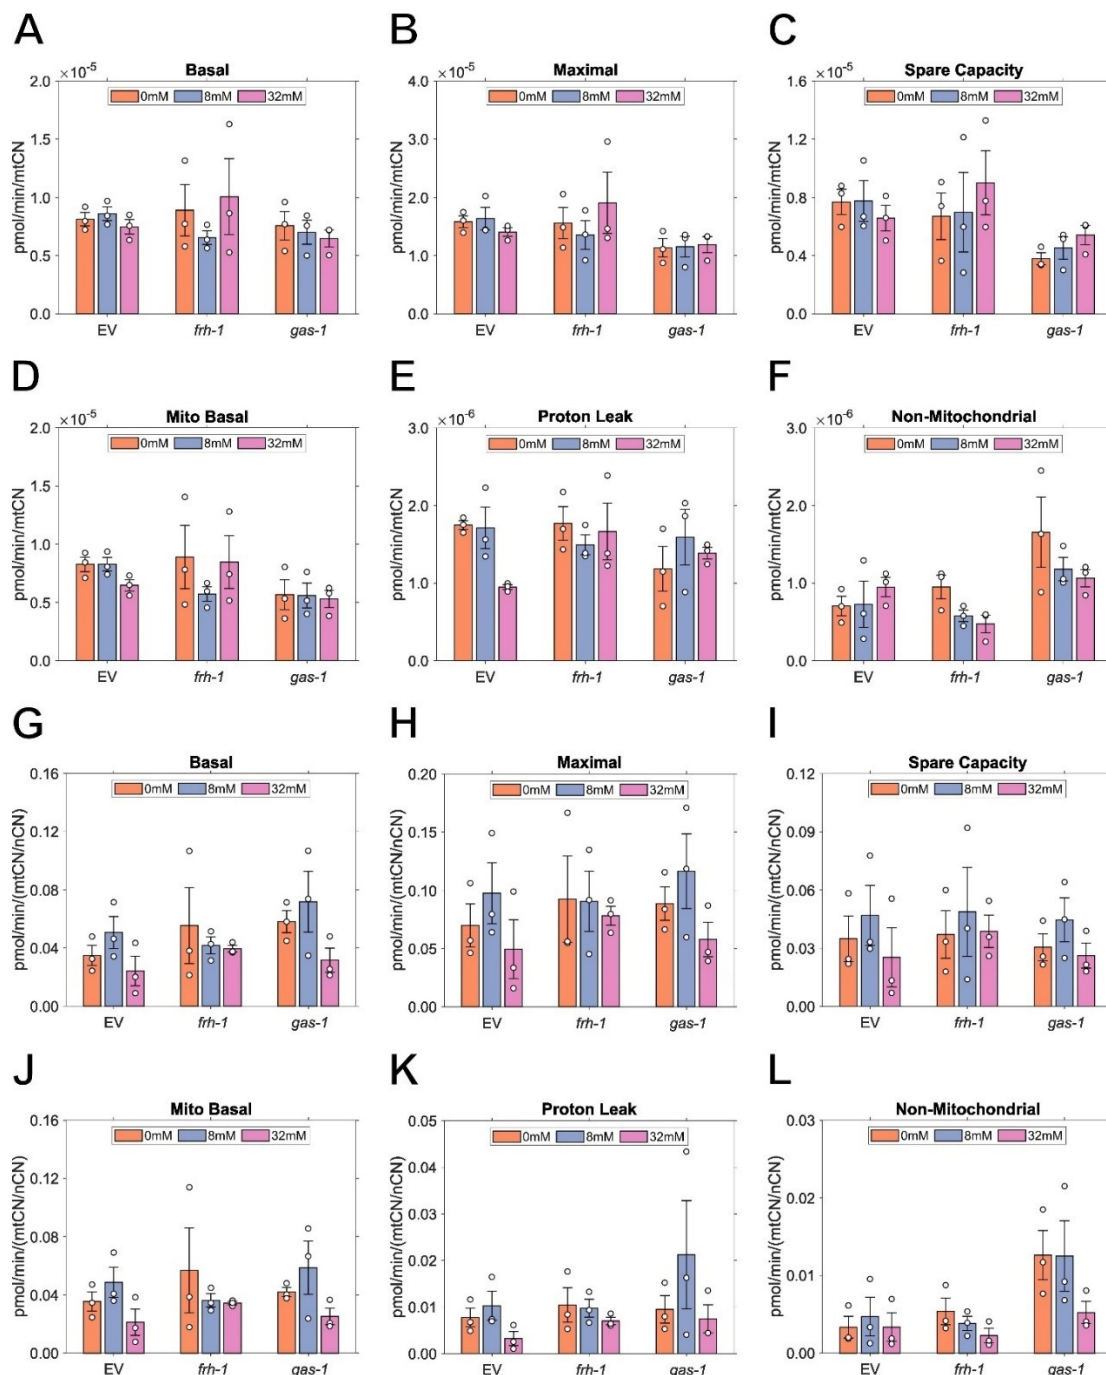 A B C
Basal Maximal Spare Capacity
×10⁻⁵ ×10⁻⁵ ×10⁻⁵
2.0 4.0 1.6
0mM 8mM 32mM 0mM 8mM 32mM 0mM 8mM 32mM
1.5 3.0 1.2
pmol/min/mtCN pmol/min/mtCN pmol/min/mtCN
1.0 2.0 0.8
0.5 1.0 0.4
0.0 0.0 0.0
EV frh-1 gas-1 EV frh-1 gas-1 EV frh-1 gas-1
D E F
Mito Basal Proton Leak Non-Mitochondrial
×10⁻⁵ ×10⁻⁶ ×10⁻⁶
2.0 3.0 3.0
0mM 8mM 32mM 0mM 8mM 32mM 0mM 8mM 32mM
1.5 2.0 2.0
pmol/min/mtCN pmol/min/mtCN pmol/min/mtCN
1.0 1.0 1.0
0.5
0.0 0.0 0.0
EV frh-1 gas-1 EV frh-1 gas-1 EV frh-1 gas-1
G H I
Basal Maximal Spare Capacity
0.16 0.20 0.12
0mM 8mM 32mM 0mM 8mM 32mM 0mM 8mM 32mM
0.12 0.15 0.09
pmol/min/(mtCN/nCN) pmol/min/(mtCN/nCN) pmol/min/(mtCN/nCN)
0.08 0.10 0.06
0.04 0.05 0.03
0.00 0.00 0.00
EV frh-1 gas-1 EV frh-1 gas-1 EV frh-1 gas-1
J K L
Mito Basal Proton Leak Non-Mitochondrial
0.16 0.05 0.03
0mM 8mM 32mM 0mM 8mM 32mM 0mM 8mM 32mM
0.12 0.04 0.02
pmol/min/(mtCN/nCN) pmol/min/(mtCN/nCN) pmol/min/(mtCN/nCN)
0.08 0.03
0.02 0.01
0.04 0.01
0.00 0.00 0.00
EV frh-1 gas-1 EV frh-1 gas-1 EV frh-1 gas-1